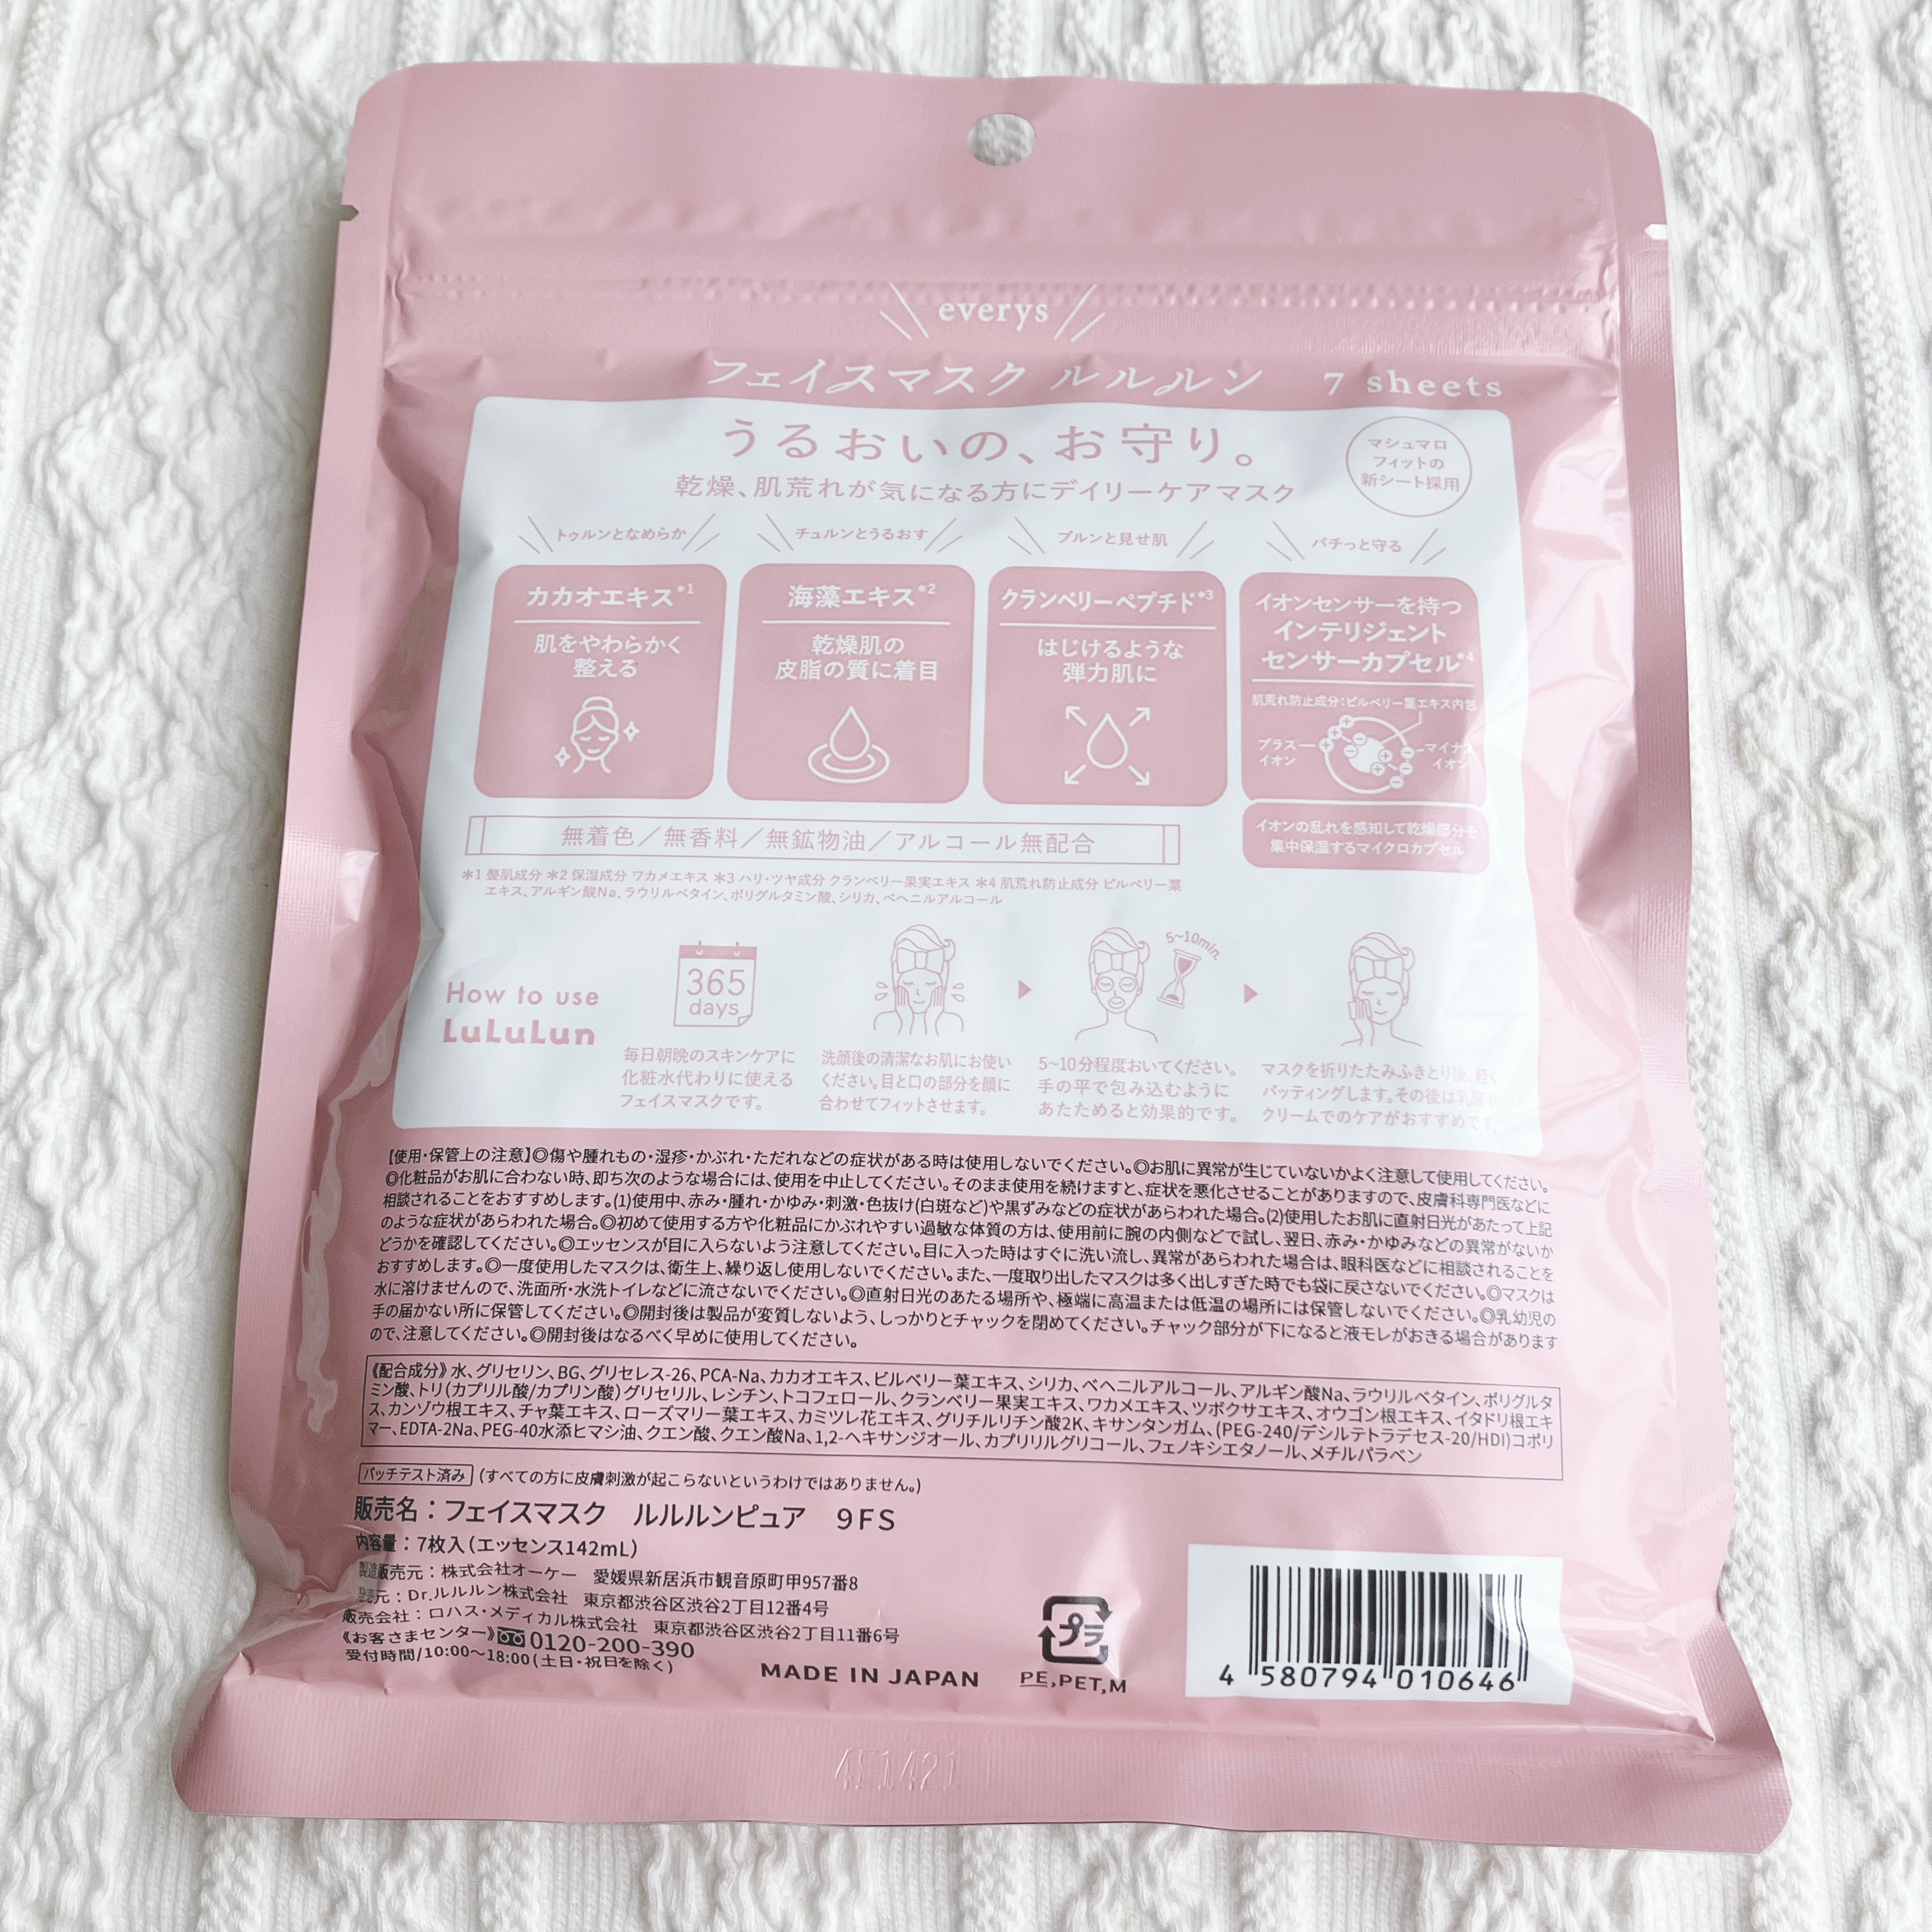 everys
フェイスマスク ルルルン 7 sheets
うるおいの、お守り。
乾燥、肌荒れが気になる方にデイリーケアマスク
マシュマロ
フィットの
新シート採用
トゥルンとなめらか
カカオエキス*1
肌をやわらかく
整える
チュルンとうるおす
海藻エキス*2
乾燥肌の
皮脂の質に着目
プルンと見せ肌
クランベリーペプチド*3
はじけるような
弾力肌に
パチっと守る
イオンセンサーを持つ
インテリジェント
センサーカプセル*4
肌荒れ防止成分:ビルベリー葉エキス内包
プラス
イオン
マイナス
イオン
イオンの乱れを感知して乾燥部分を
集中保湿するマイクロカプセル
無着色/無香料/無鉱物油/アルコール無配合
*1 整肌成分 *2 保湿成分 ワカメエキス *3 ハリ・ツヤ成分 クランベリー果実エキス *4 肌荒れ防止成分 ビルベリー葉
エキス、アルギン酸Na、ラウリルベタイン、ポリグルタミン酸、シリカ、ベヘニルアルコール
How to use
LuLuLun
365
days
毎日朝晩のスキンケアに
化粧水代わりに使える
フェイスマスクです。
洗顔後の清潔なお肌にお使い
ください。目と口の部分を顔に
合わせてフィットさせます。
5~10min.
5~10分程度おいてください。
手の平で包み込むように
あたためると効果的です。
マスクを折りたたみふきとり後、軽く
パッティングします。その後は乳液や
クリームでのケアがおすすめです。
【使用・保管上の注意】◎傷や腫れもの・湿疹・かぶれ・ただれなどの症状がある時は使用しないでください。◎お肌に異常が生じていないかよく注意して使用してください。
◎化粧品がお肌に合わない時、即ち次のような場合には、使用を中止してください。そのまま使用を続けますと、症状を悪化させることがありますので、皮膚科専門医などに
相談されることをおすすめします。(1)使用中、赤み・腫れ・かゆみ・刺激・色抜け(白斑など)や黒ずみなどの症状があらわれた場合。(2)使用したお肌に直射日光があたって上記
のような症状があらわれた場合。◎初めて使用する方や化粧品にかぶれやすい過敏な体質の方は、使用前に腕の内側などで試し、翌日、赤み・かゆみなどの異常がないか
どうかを確認してください。◎エッセンスが目に入らないよう注意してください。目に入った時はすぐに洗い流し、異常があらわれた場合は、眼科医などに相談されることを
おすすめします。◎一度使用したマスクは、衛生上、繰り返し使用しないでください。また、一度取り出したマスクは多く出しすぎた時でも袋に戻さないでください。◎マスクは
水に溶けませんので、洗面所・水洗トイレなどに流さないでください。◎直射日光のあたる場所や、極端に高温または低温の場所には保管しないでください。◎乳幼児の
手の届かない所に保管してください。◎開封後は製品が変質しないよう、しっかりとチャックを閉めてください。チャック部分が下になると液モレがおきる場合があります
ので、注意してください。◎開封後はなるべく早めに使用してください。
《配合成分》水、グリセリン、BG、グリセレス-26、PCA-Na、カカオエキス、ビルベリー葉エキス、シリカ、ベヘニルアルコール、アルギン酸Na、ラウリルベタイン、ポリグルタ
ミン酸、トリ(カプリル酸/カプリン酸)グリセリル、レシチン、トコフェロール、クランベリー果実エキス、ワカメエキス、ツボクサエキス、オウゴン根エキス、イタドリ根エキ
ス、カンゾウ根エキス、チャ葉エキス、ローズマリー葉エキス、カミツレ花エキス、グリチルリチン酸2K、キサンタンガム、(PEG-240/デシルテトラデセス-20/HDI)コポリ
マー、EDTA-2Na、PEG-40水添ヒマシ油、クエン酸、クエン酸Na、1,2-ヘキサンジオール、カプリリルグリコール、フェノキシエタノール、メチルパラベン
パッチテスト済み (すべての方に皮膚刺激が起こらないというわけではありません。)
販売名：フェイスマスク ルルルンピュア 9FS
内容量：7枚入(エッセンス142mL)
製造販売元：株式会社オーケー 愛媛県新居浜市観音原町甲957番8
発売元：Dr.ルルルン株式会社 東京都渋谷区渋谷2丁目12番4号
販売会社：ロハス・メディカル株式会社 東京都渋谷区渋谷2丁目11番6号
《お客さまセンター》0120-200-390
受付時間/10:00~18:00(土日・祝日を除く)
MADE IN JAPAN
プラ
PE,PET,M
4 580794 010646